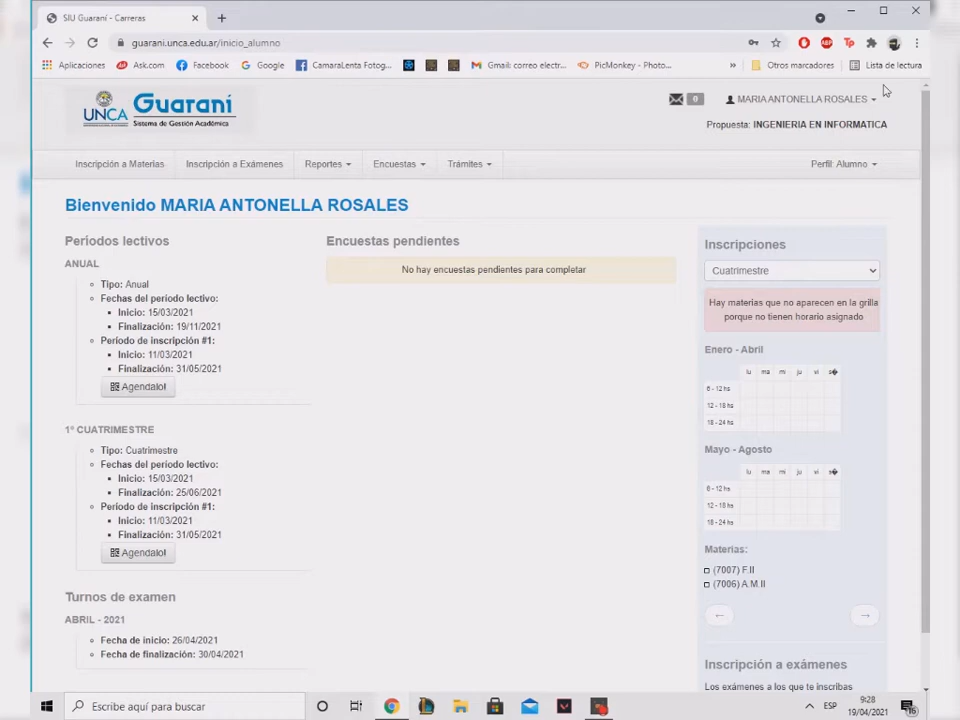 SIU Guaraní - Carreras
guarani.unca.edu.ar/inicio_alumno
Aplicaciones
Ask.com
Facebook
Google
CamaraLenta Fotog...
Gmail: correo electr...
PicMonkey - Photo...
»
Otros marcadores
Lista de lectura
UNCA Guaraní
Sistema de Gestión Académica
0
MARIA ANTONELLA ROSALES
Propuesta: INGENIERIA EN INFORMATICA
Inscripción a Materias
Inscripción a Exámenes
Reportes
Encuestas
Trámites
Perfil: Alumno
Bienvenido MARIA ANTONELLA ROSALES
Períodos lectivos
ANUAL
Tipo: Anual
Fechas del período lectivo:
Inicio: 15/03/2021
Finalización: 19/11/2021
Período de inscripción #1:
Inicio: 11/03/2021
Finalización: 31/05/2021
Agendalo!
1º CUATRIMESTRE
Tipo: Cuatrimestre
Fechas del período lectivo:
Inicio: 15/03/2021
Finalización: 25/06/2021
Período de inscripción #1:
Inicio: 11/03/2021
Finalización: 31/05/2021
Agendalo!
Turnos de examen
ABRIL - 2021
Fecha de inicio: 26/04/2021
Fecha de finalización: 30/04/2021
Encuestas pendientes
No hay encuestas pendientes para completar
Inscripciones
Cuatrimestre
Hay materias que no aparecen en la grilla
porque no tienen horario asignado
Enero - Abril
lu ma mi ju vi s�
6 - 12 hs
12 - 18 hs
18 - 24 hs
Mayo - Agosto
lu ma mi ju vi s�
6 - 12 hs
12 - 18 hs
18 - 24 hs
Materias:
(7007) F.II
(7006) A.M.II
← →
Inscripción a exámenes
Los exámenes a los que te inscribas
Escribe aquí para buscar
ESP
9:28
19/04/2021
16